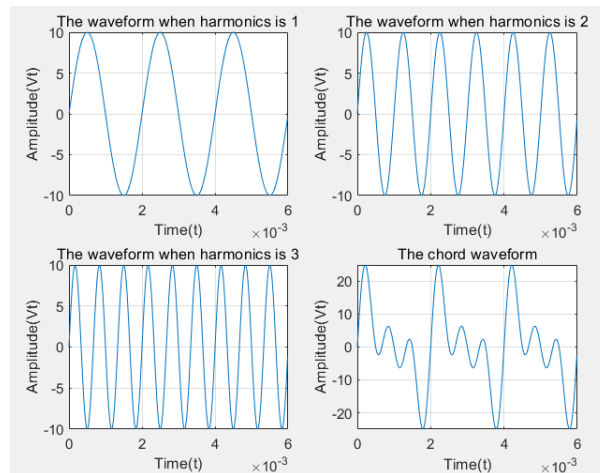 The waveform when harmonics is 1
10
5
0
-5
-10
Amplitude(Vt)
0 2 4 6
Time(t)
×10-3
The waveform when harmonics is 2
10
5
0
-5
-10
Amplitude(Vt)
0 2 4 6
Time(t)
×10-3
The waveform when harmonics is 3
10
5
0
-5
-10
Amplitude(Vt)
0 2 4 6
Time(t)
×10-3
The chord waveform
20
10
0
-10
-20
Amplitude(Vt)
0 2 4 6
Time(t)
×10-3